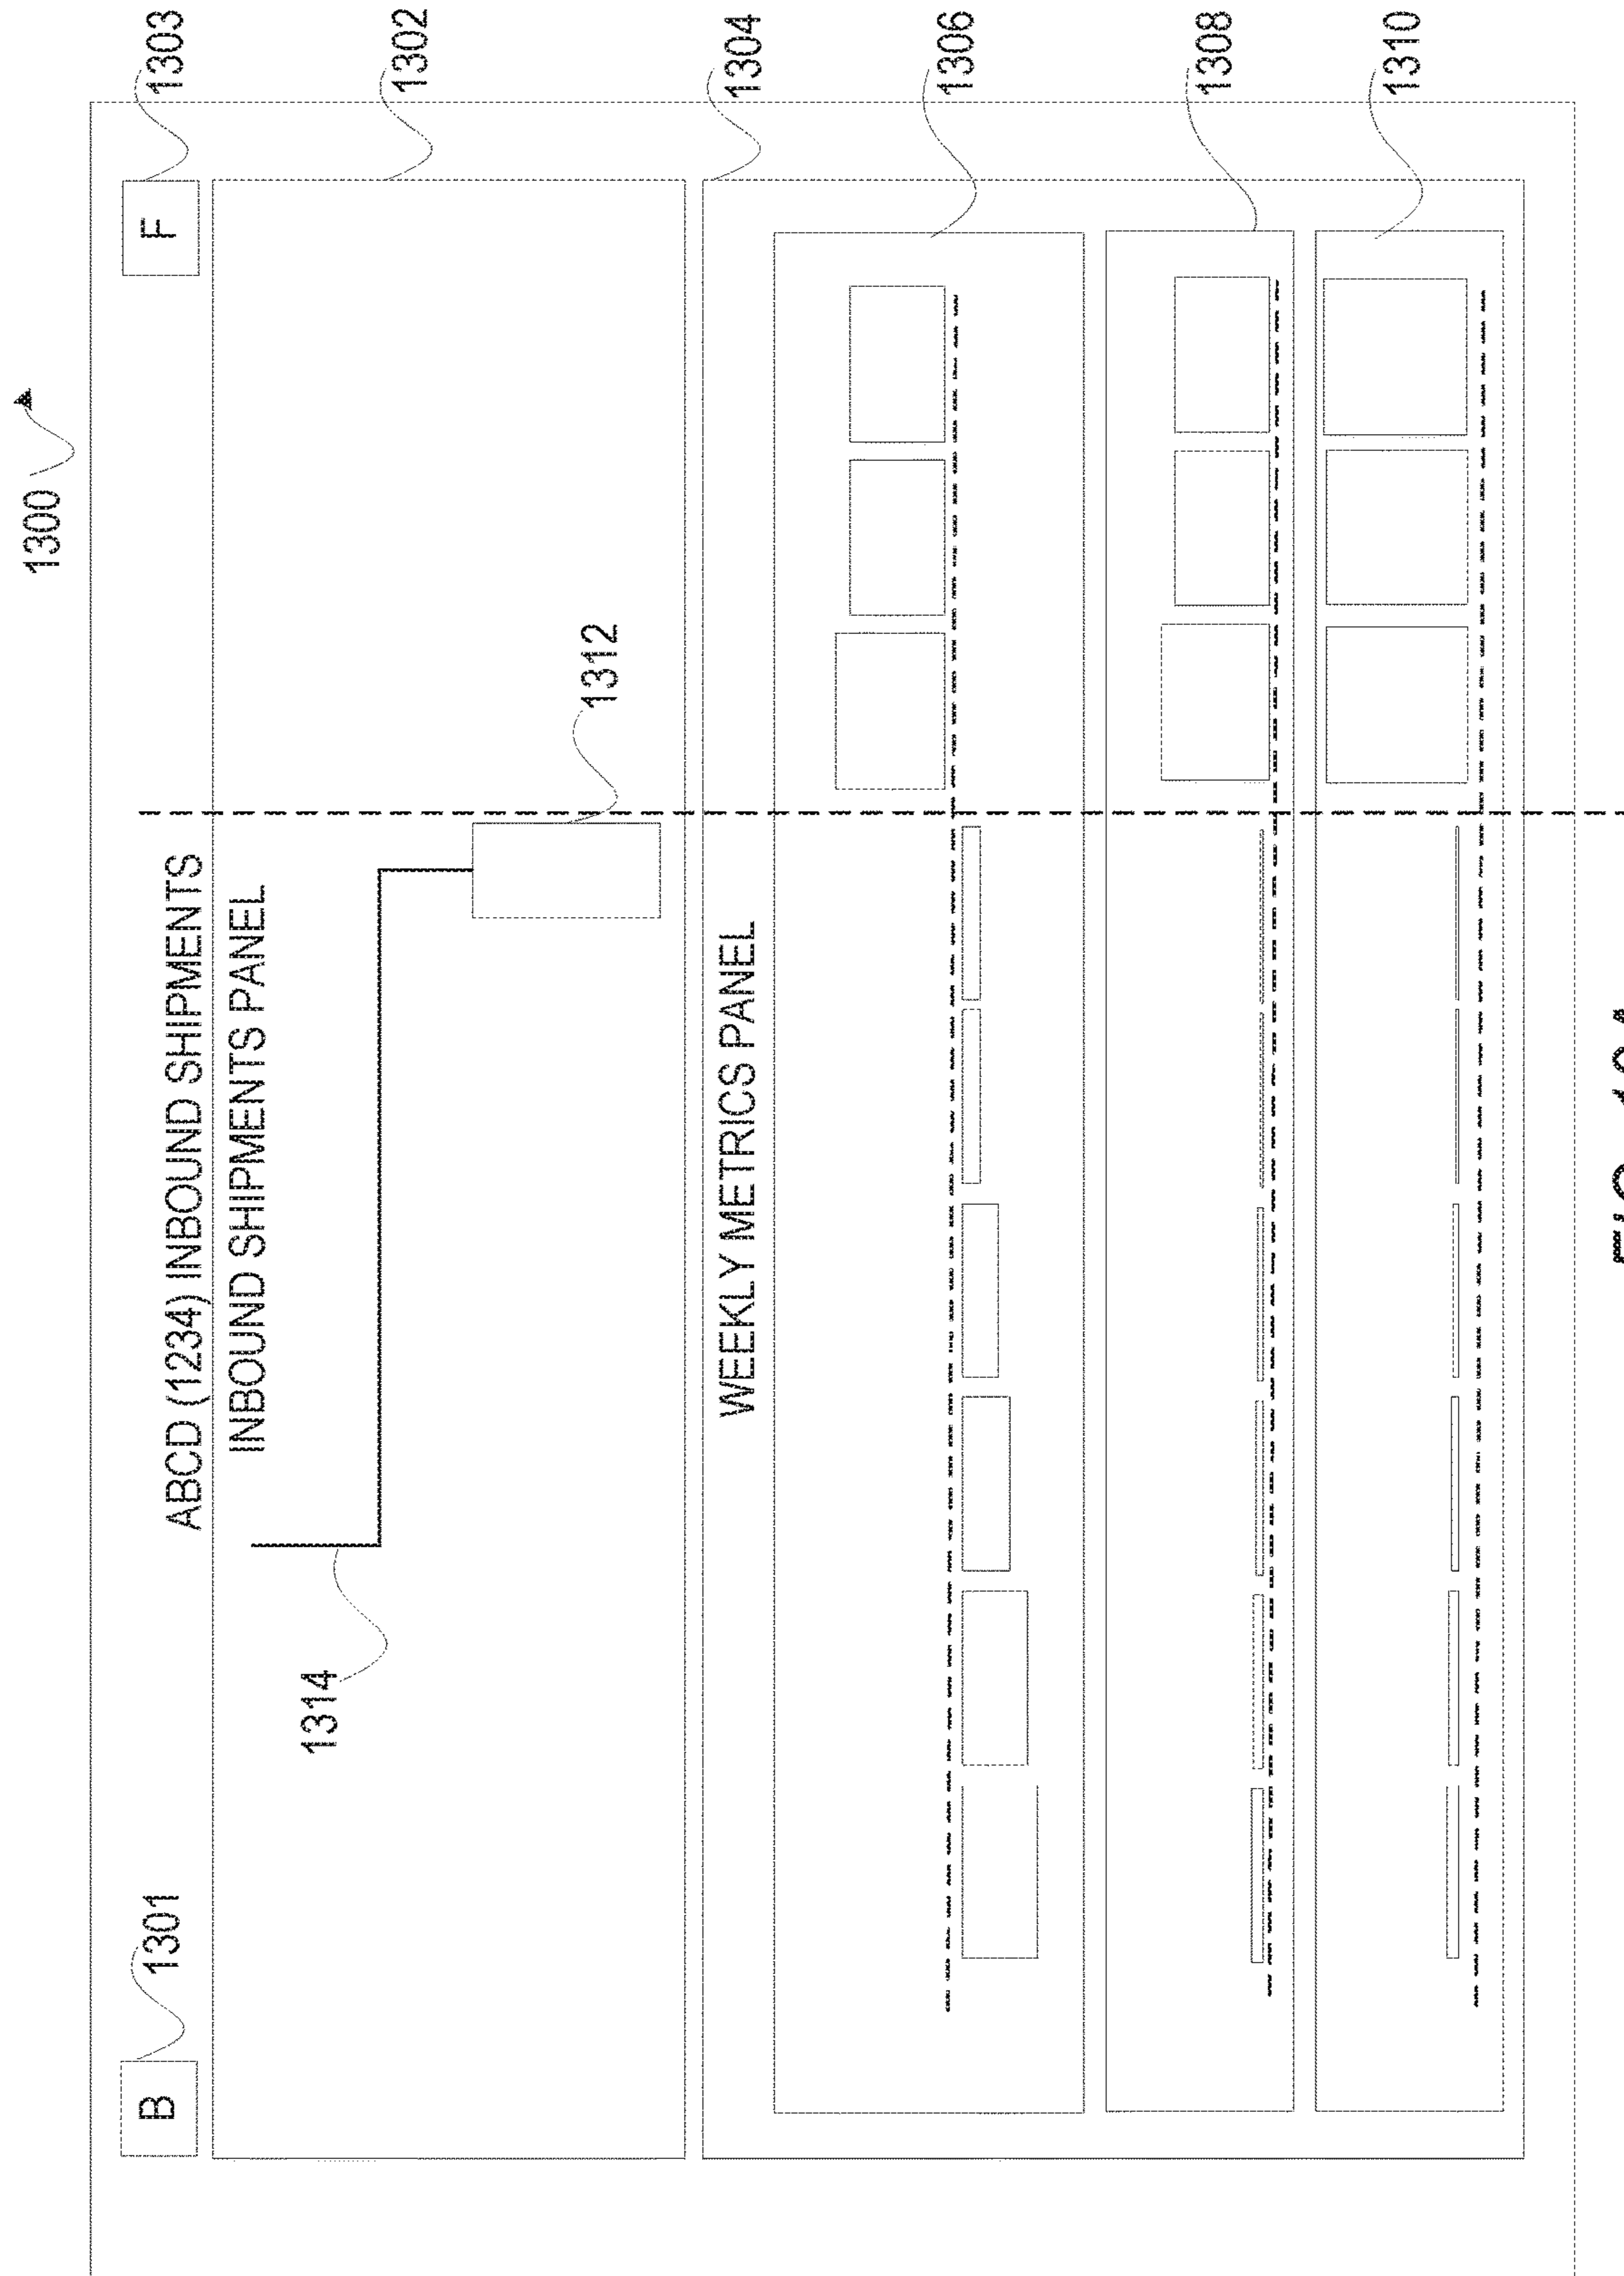 1300
B
1301
ABCD (1234) INBOUND SHIPMENTS
F
1303
INBOUND SHIPMENTS PANEL
1302
1314
1312
WEEKLY METRICS PANEL
1304
1306
1308
1310